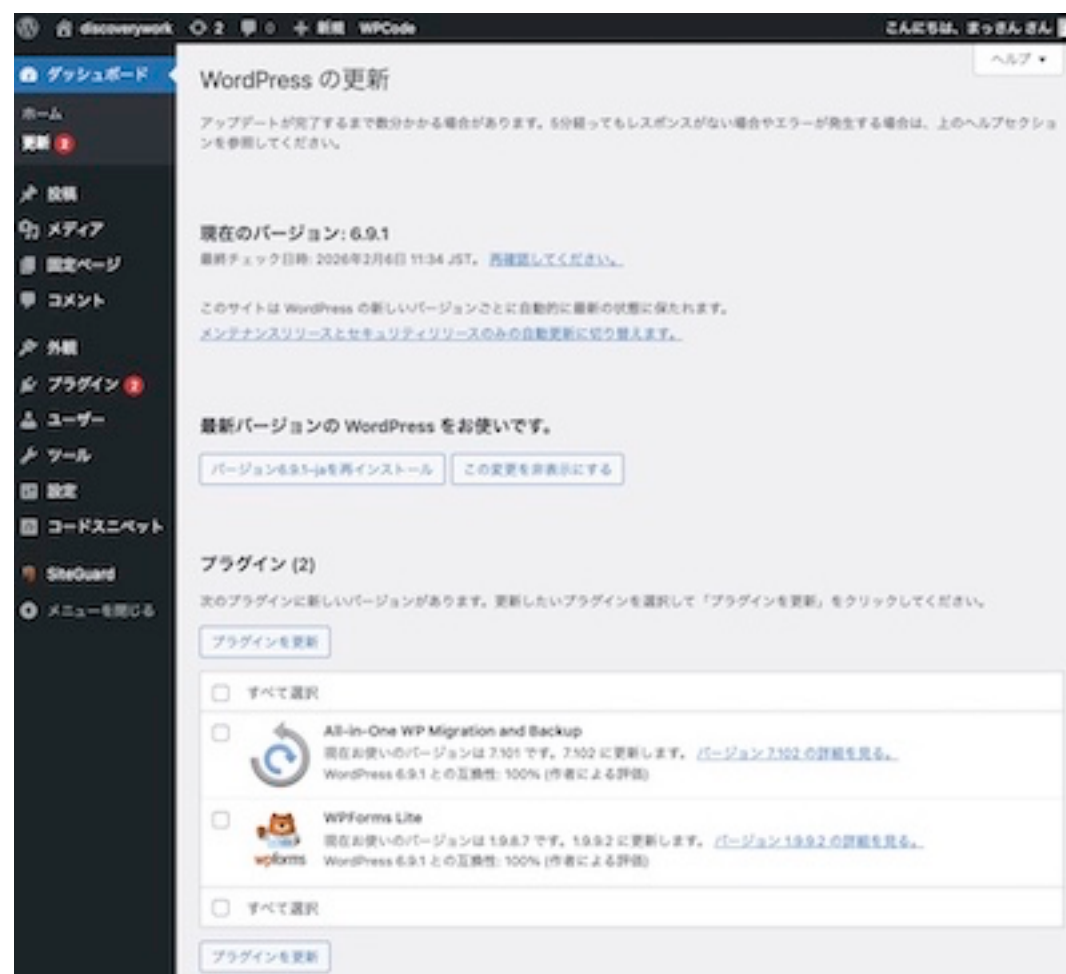 discoverywork 2 0 + 新規 WPCode
こんにちは、まっさん さん
ダッシュボード
ホーム
更新 2
投稿
メディア
固定ページ
コメント
外観
プラグイン 2
ユーザー
ツール
設定
コードスニペット
SiteGuard
メニューを閉じる
ヘルプ
WordPress の更新
アップデートが完了するまで数分かかる場合があります。5分経ってもレスポンスがない場合やエラーが発生する場合は、上のヘルプセクショ
ンを参照してください。
現在のバージョン: 6.9.1
最終チェック日時: 2026年2月6日 11:34 JST。 再確認してください。
このサイトは WordPress の新しいバージョンごとに自動的に最新の状態に保たれます。
メンテナンスリリースとセキュリティリリースのみの自動更新に切り替えます。
最新バージョンの WordPress をお使いです。
バージョン6.9.1–jaを再インストール
この変更を非表示にする
プラグイン (2)
次のプラグインに新しいバージョンがあります。更新したいプラグインを選択して「プラグインを更新」をクリックしてください。
プラグインを更新
すべて選択
All-in-One WP Migration and Backup
現在お使いのバージョンは 7.101 です。7.102 に更新します。 バージョン 7.102 の詳細を見る。
WordPress 6.9.1 との互換性: 100% (作者による評価)
wpforms
WPForms Lite
現在お使いのバージョンは 1.9.8.7 です。1.9.9.2 に更新します。 バージョン 1.9.9.2 の詳細を見る。
WordPress 6.9.1 との互換性: 100% (作者による評価)
すべて選択
プラグインを更新